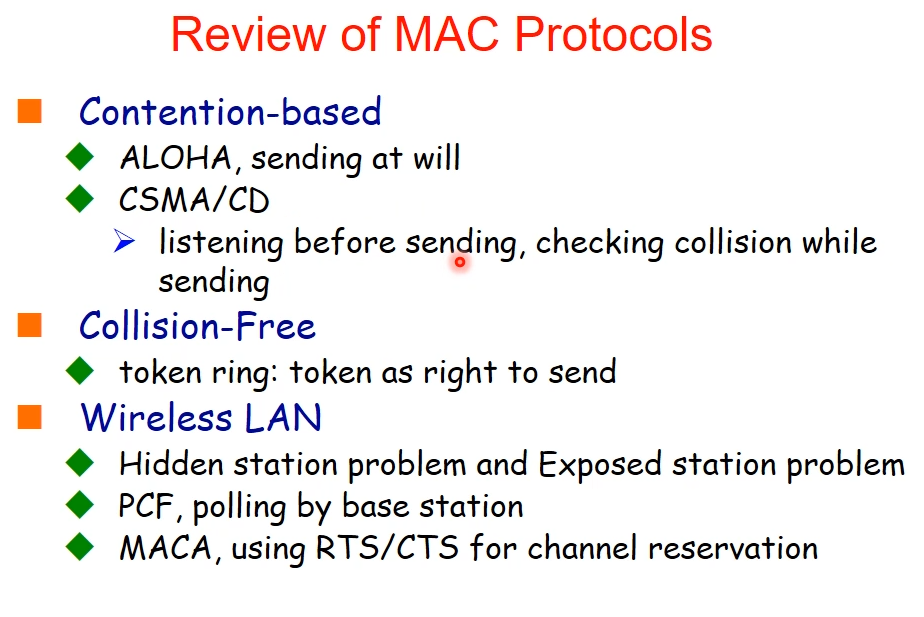 Review of MAC Protocols
Contention-based
ALOHA, sending at will
CSMA/CD
listening before sending, checking collision while
sending
Collision-Free
token ring: token as right to send
Wireless LAN
Hidden station problem and Exposed station problem
PCF, polling by base station
MACA, using RTS/CTS for channel reservation